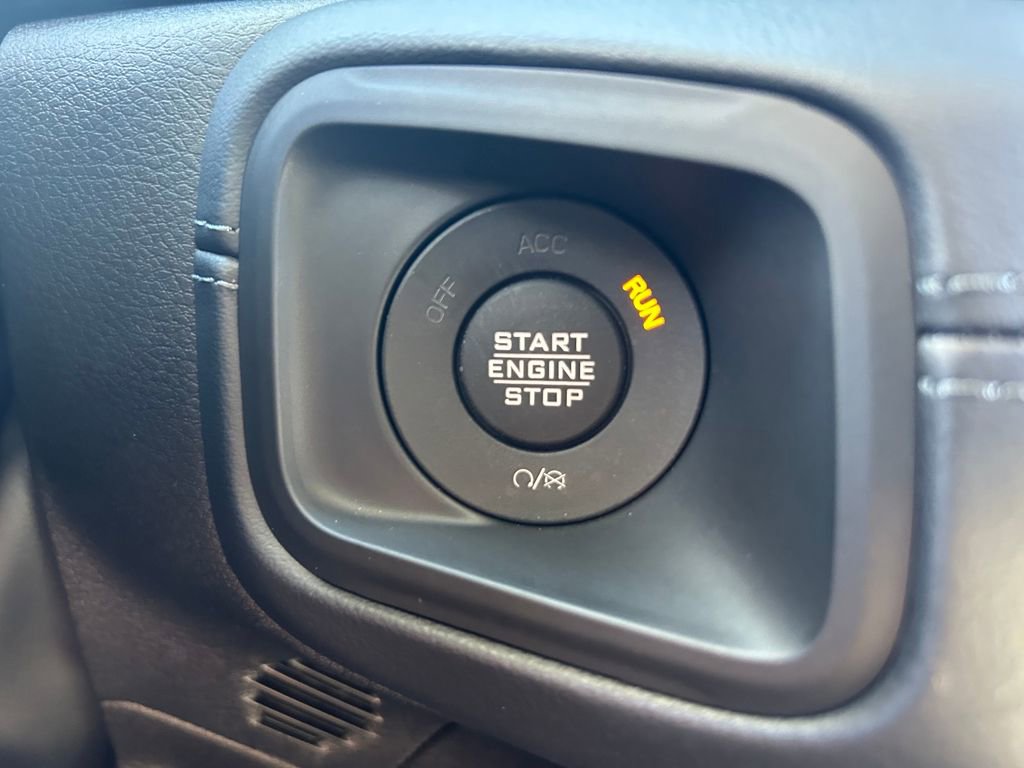 ACC
OFF
RUN
START
ENGINE
STOP